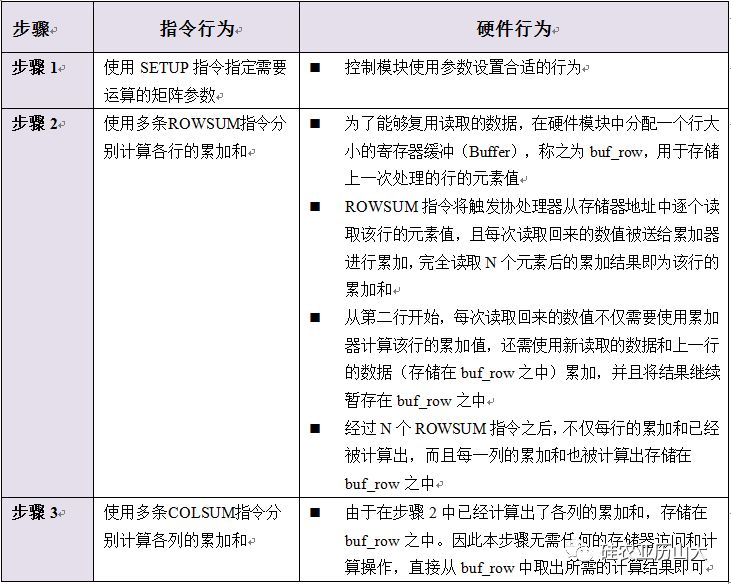 步骤 指令行为 硬件行为
步骤 1 使用 SETUP 指令指定需要 ■ 控制模块使用参数设置合适的行为
运算的矩阵参数
步骤 2 使用多条ROWSUM指令分 ■ 为了能够复用读取的数据，在硬件模块中分配一个行大
别计算各行的累加和 小的寄存器缓冲（Buffer），称之为 buf_row，用于存储
上一次处理的行的元素值
■ ROWSUM 指令将触发协处理器从存储器地址中逐个读
取该行的元素值，且每次读取回来的数值被送给累加器
进行累加，完全读取 N 个元素后的累加结果即为该行的
累加和
■ 从第二行开始，每次读取回来的数值不仅需要使用累加
器计算该行的累加值，还需使用新读取的数据和上一行
的数据（存储在 buf_row 之中）累加，并且将结果继续
暂存在 buf_row 之中
■ 经过 N 个 ROWSUM 指令之后，不仅每行的累加和已经
被计算出，而且每一列的累加和也被计算出存储在
buf_row 之中
步骤 3 使用多条COLSUM指令分 ■ 由于在步骤 2 中已经计算出了各列的累加和，存储在
别计算各列的累加和 buf_row 之中。因此本步骤无需任何的存储器访问和计
算操作，直接从 buf_row 中取出所需的计算结果即可
硅农亚历山大